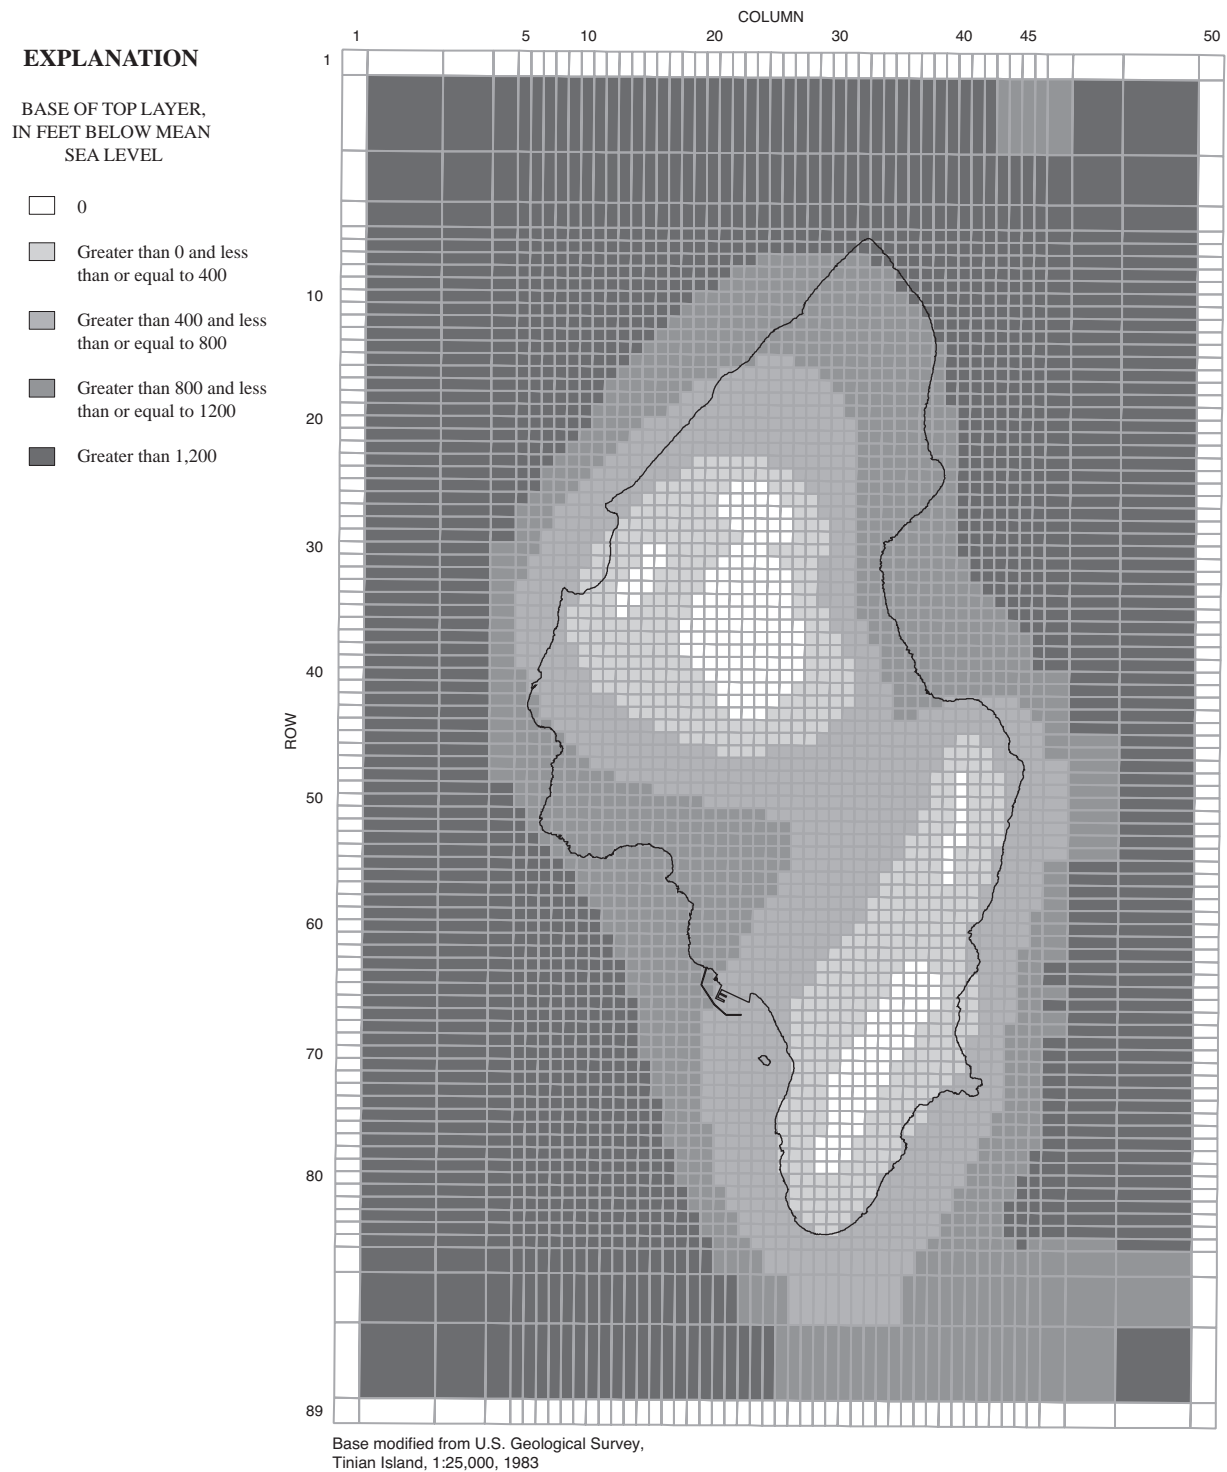 COLUMN
1 5 10 20 30 40 45 50
EXPLANATION
BASE OF TOP LAYER,
IN FEET BELOW MEAN
SEA LEVEL
0
Greater than 0 and less
than or equal to 400
Greater than 400 and less
than or equal to 800
Greater than 800 and less
than or equal to 1200
Greater than 1,200
1
10
20
30
40
ROW
50
60
70
80
89
Base modified from U.S. Geological Survey,
Tinian Island, 1:25,000, 1983